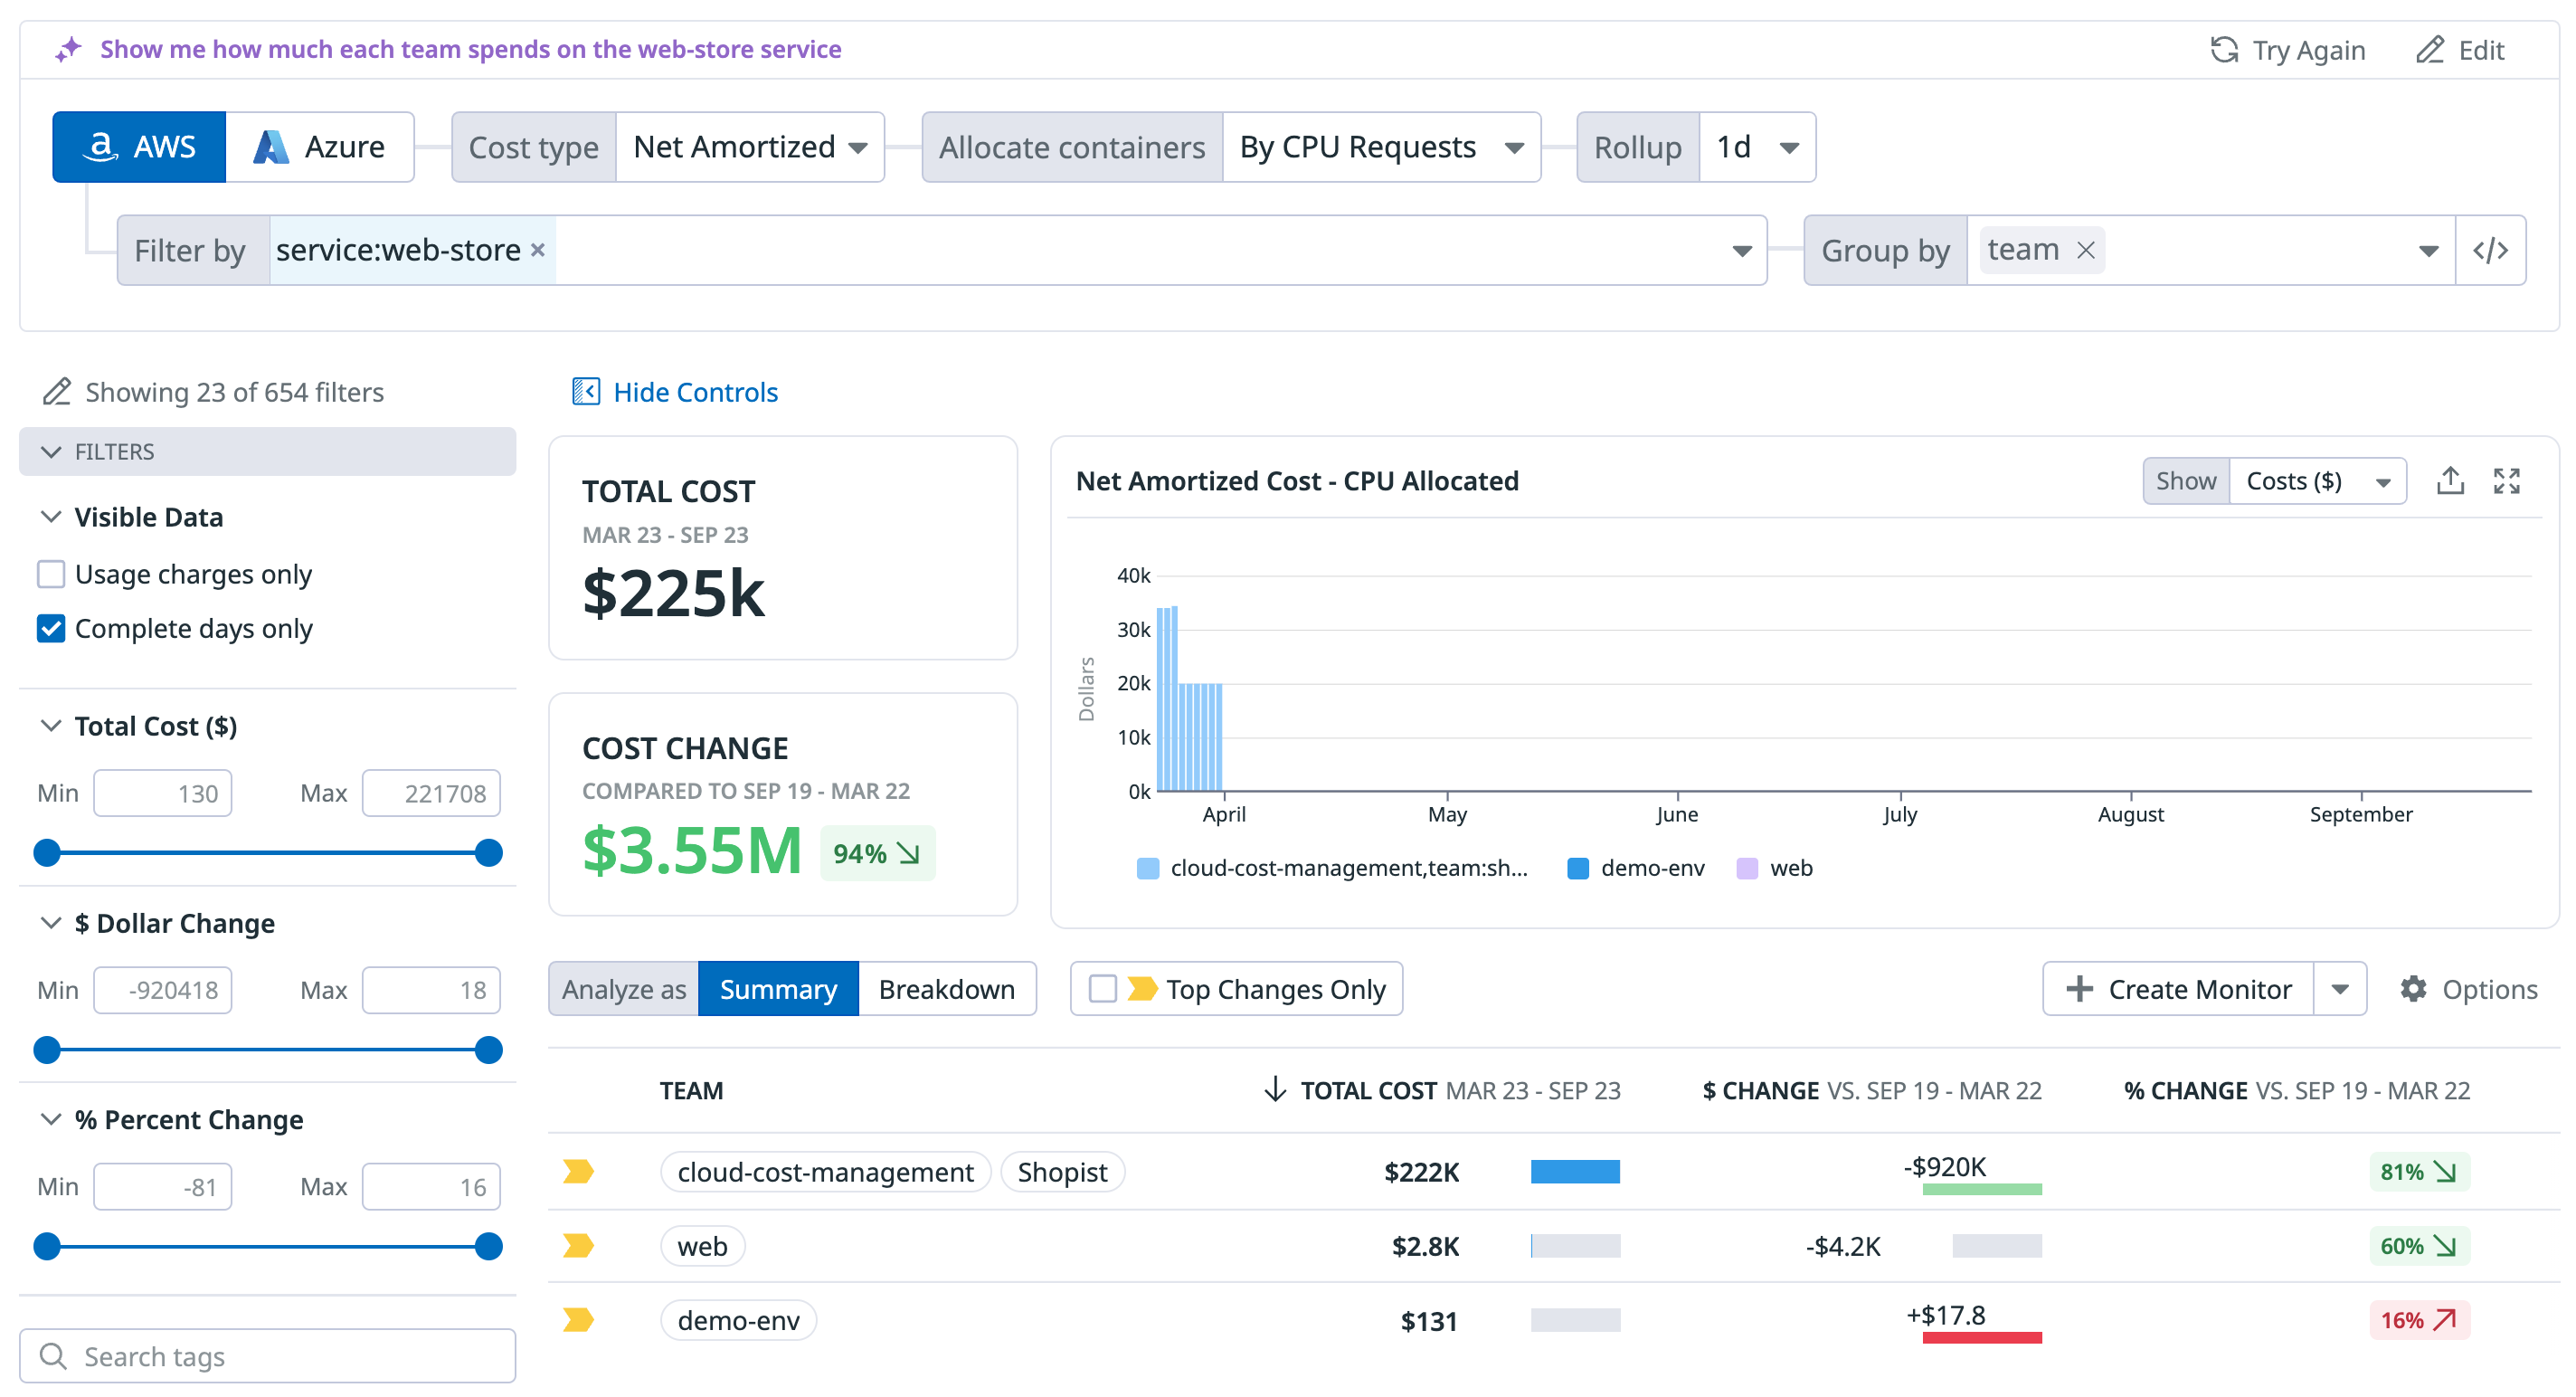 Show me how much each team spends on the web-store service
Try Again
Edit
AWS
Azure
Cost type
Net Amortized
Allocate containers
By CPU Requests
Rollup
1d
Filter by
service:web-store ×
Group by
team ×
</>
Showing 23 of 654 filters
Hide Controls
FILTERS
Visible Data
Usage charges only
Complete days only
Total Cost ($)
Min 130 Max 221708
$ Dollar Change
Min -920418 Max 18
% Percent Change
Min -81 Max 16
Search tags
TOTAL COST
MAR 23 - SEP 23
$225k
COST CHANGE
COMPARED TO SEP 19 - MAR 22
$3.55M 94%
Net Amortized Cost - CPU Allocated
Show Costs ($)
Dollars
40k
30k
20k
10k
0k
April May June July August September
cloud-cost-management,team:sh... demo-env web
Analyze as Summary Breakdown
Top Changes Only
Create Monitor
Options
TEAM TOTAL COST MAR 23 - SEP 23 $ CHANGE VS. SEP 19 - MAR 22 % CHANGE VS. SEP 19 - MAR 22
cloud-cost-management Shopist $222K -$920K 81%
web $2.8K -$4.2K 60%
demo-env $131 +$17.8 16%